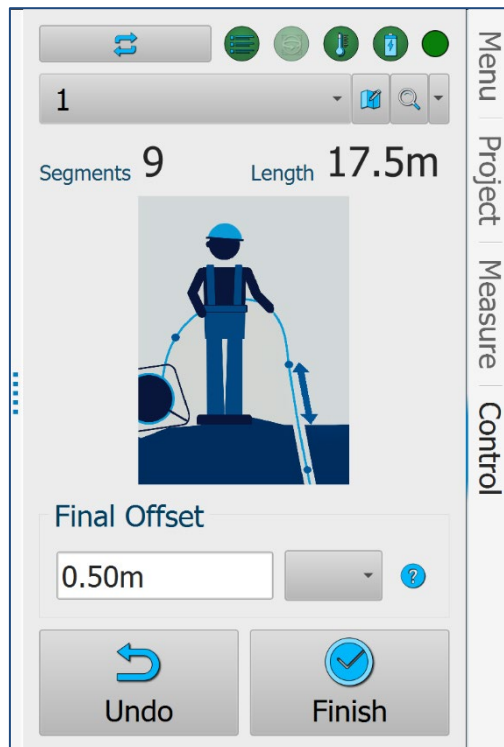 1
Segments 9 Length 17.5m
Final Offset
0.50m
?
Undo Finish
Menu | Project | Measure | Control